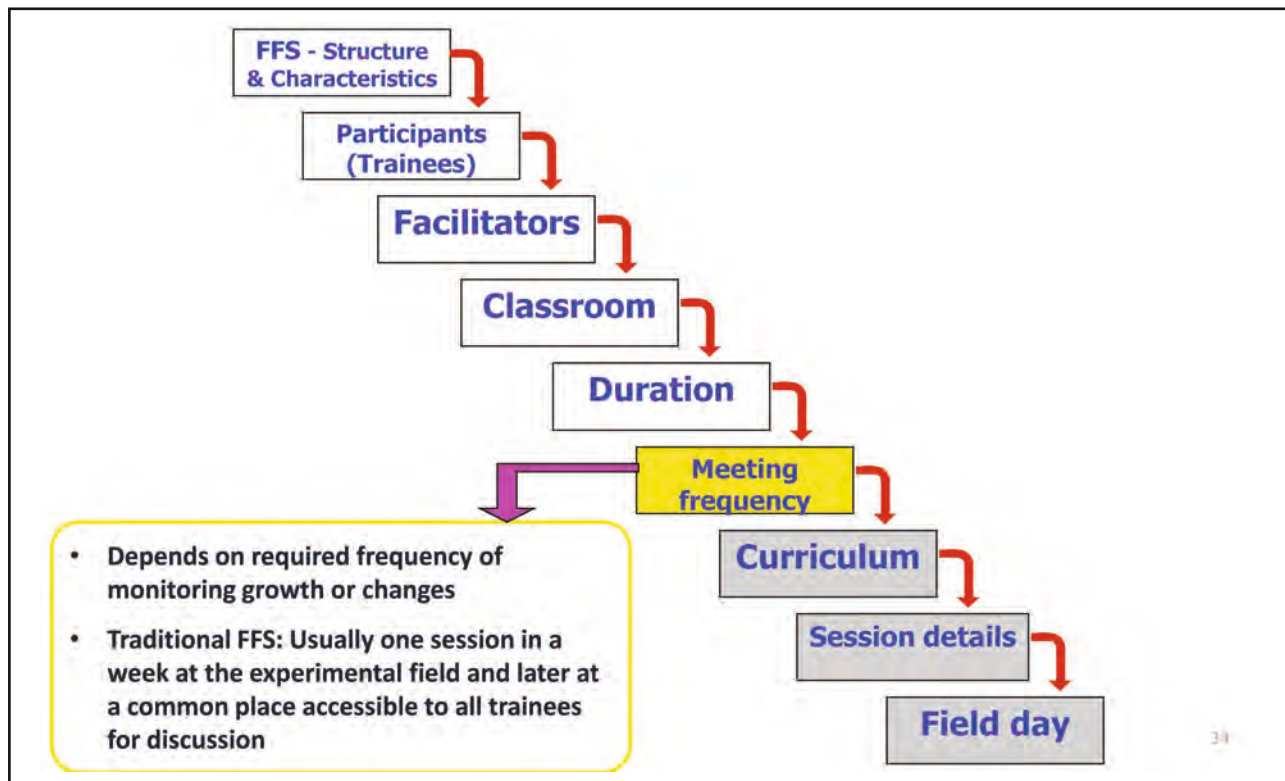 FFS - Structure
& Characteristics
Participants
(Trainees)
Facilitators
Classroom
Duration
Meeting
frequency
• Depends on required frequency of
monitoring growth or changes
• Traditional FFS: Usually one session in a
week at the experimental field and later at
a common place accessible to all trainees
for discussion
Curriculum
Session details
Field day
34